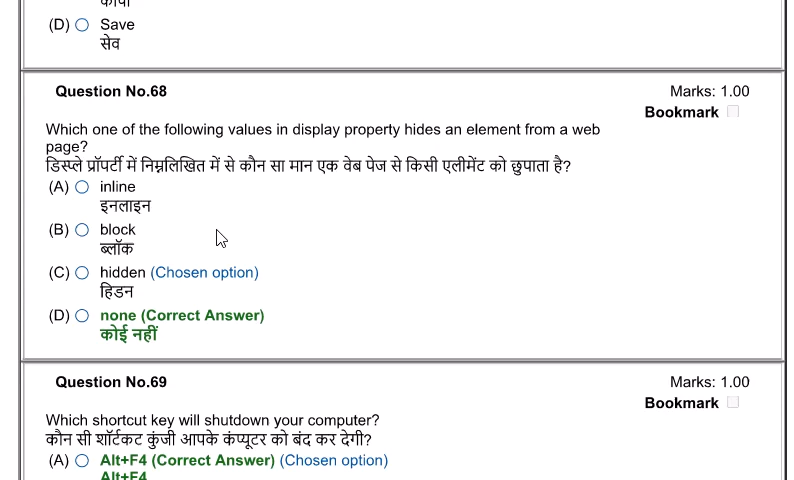 कॉपी
(D) Save
सेव
Question No.68 Marks: 1.00
Bookmark
Which one of the following values in display property hides an element from a web
page?
डिस्प्ले प्रॉपर्टी में निम्नलिखित में से कौन सा मान एक वेब पेज से किसी एलीमेंट को छुपाता है?
(A) inline
इनलाइन
(B) block
ब्लॉक
(C) hidden (Chosen option)
हिडन
(D) none (Correct Answer)
कोई नहीं
Question No.69 Marks: 1.00
Bookmark
Which shortcut key will shutdown your computer?
कौन सी शॉर्टकट कुंजी आपके कंप्यूटर को बंद कर देगी?
(A) Alt+F4 (Correct Answer) (Chosen option)
Alt+F4